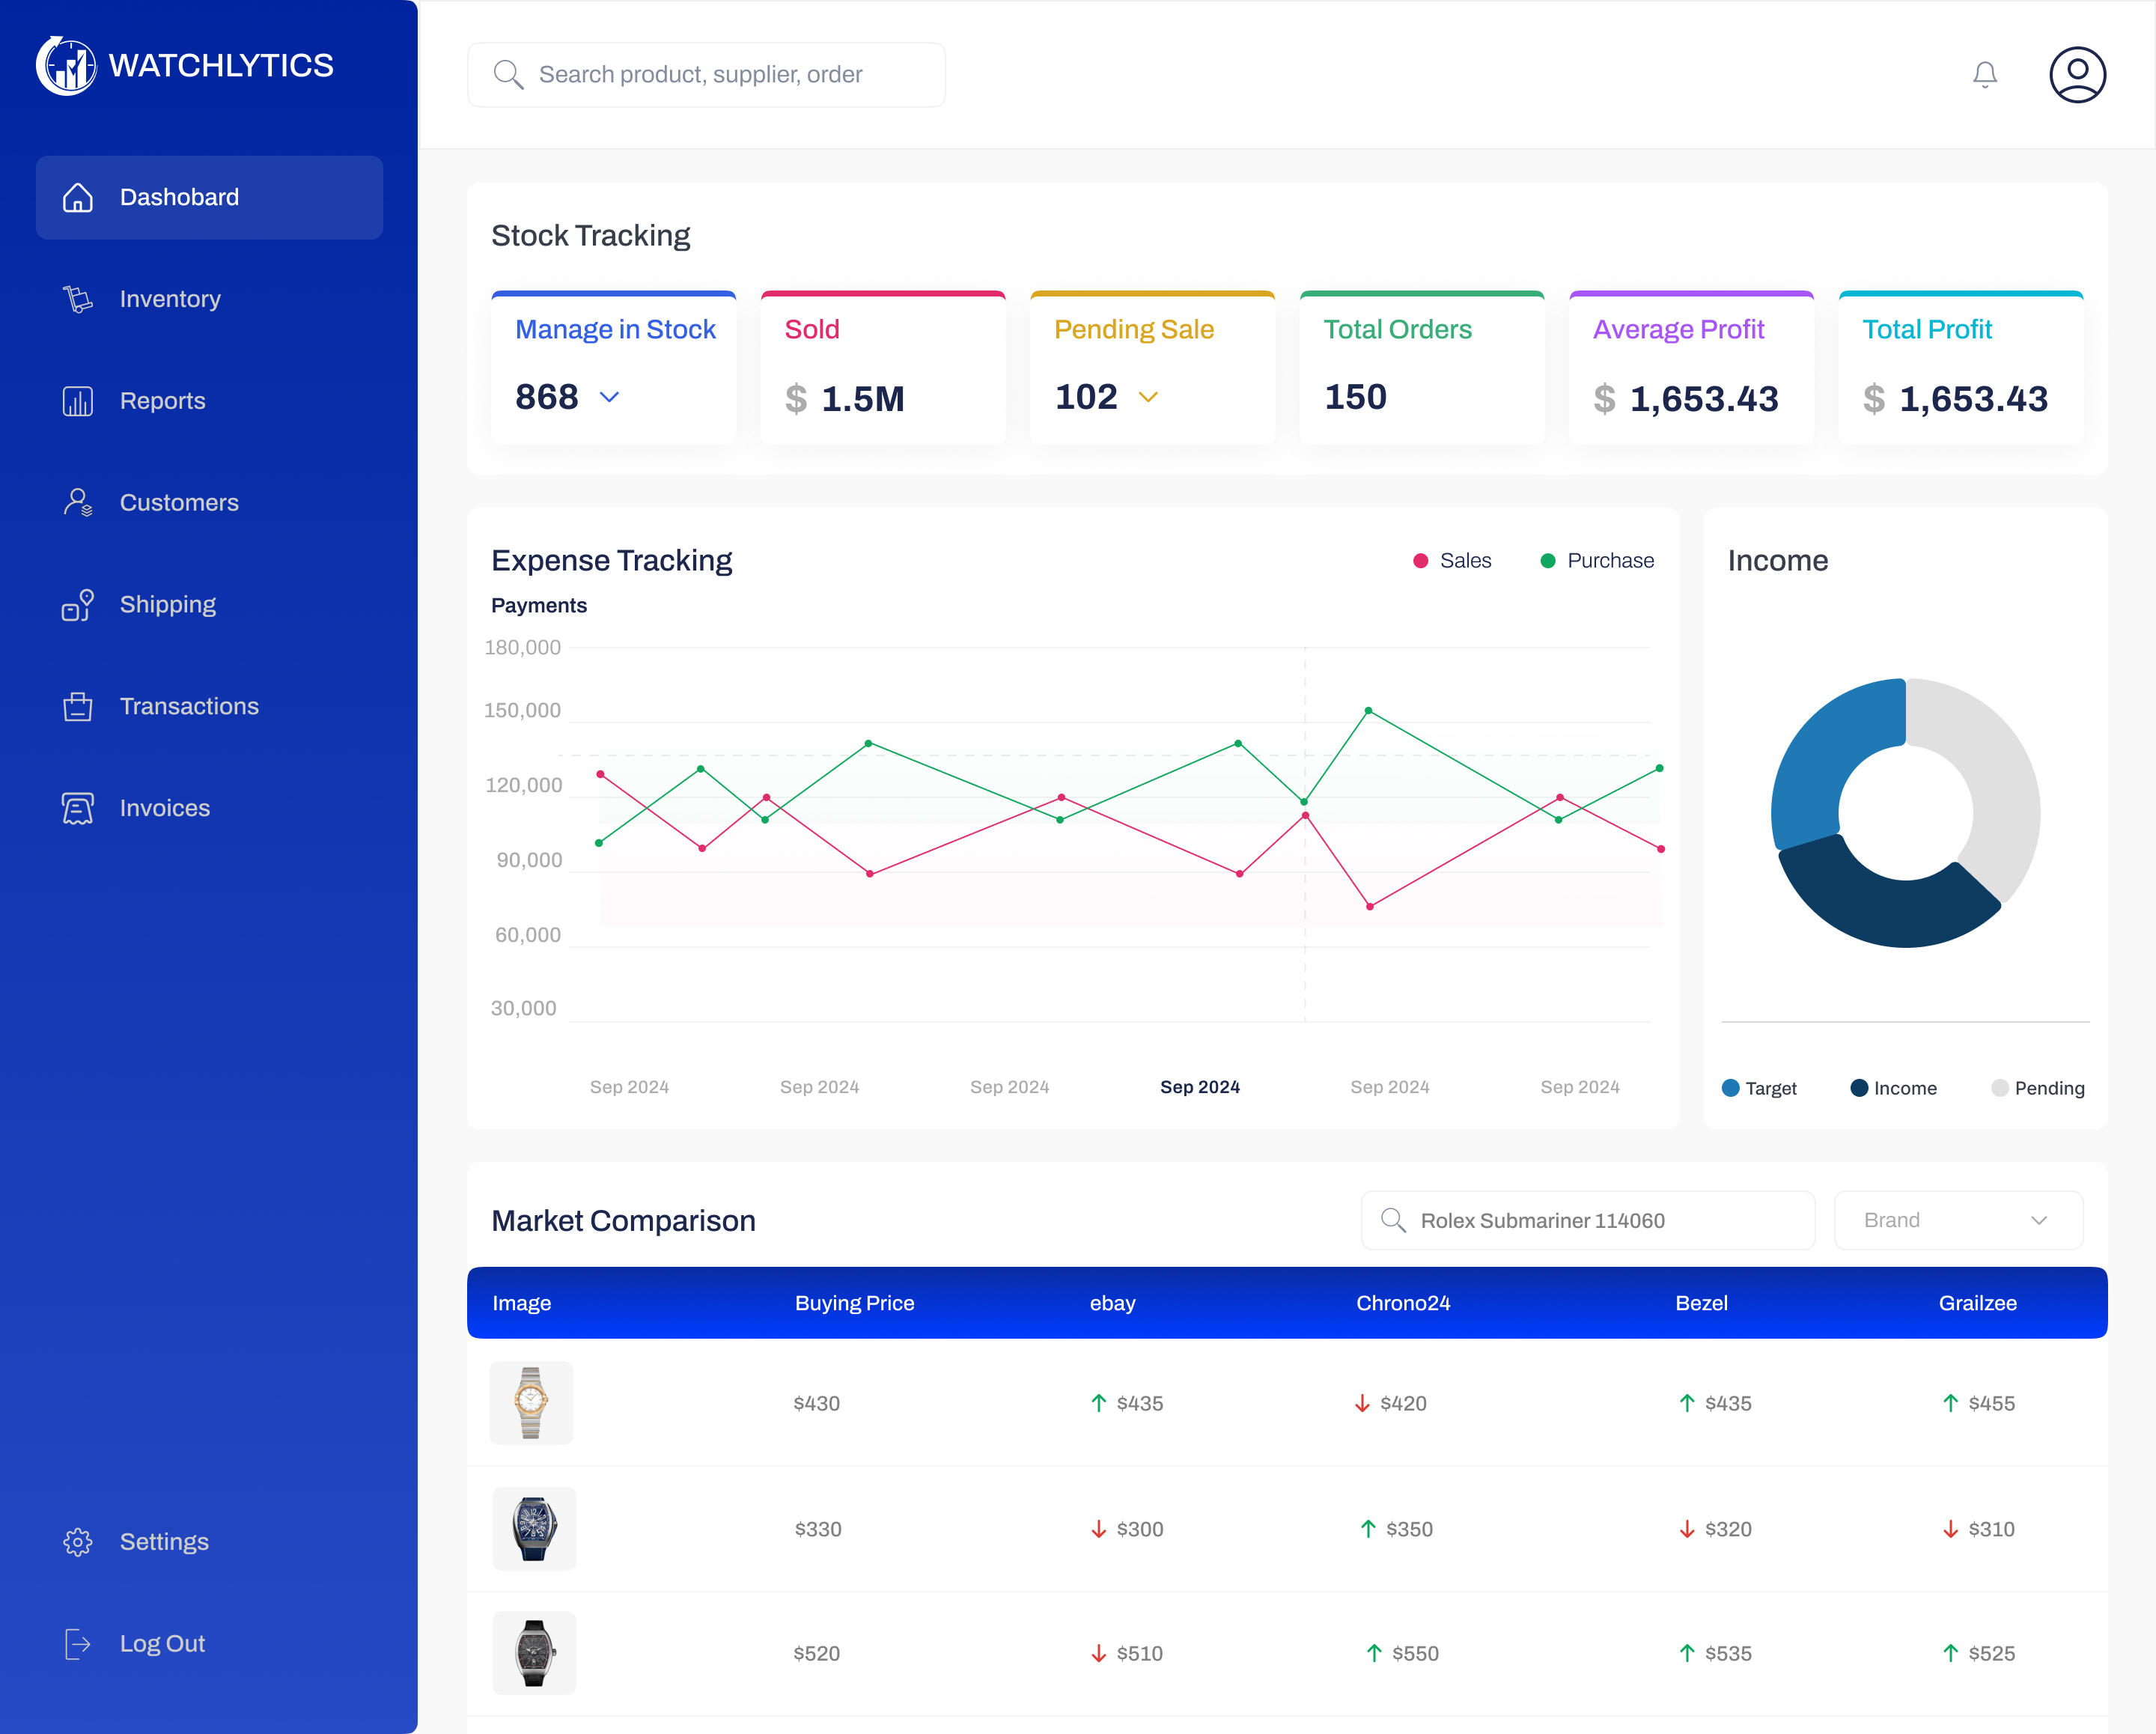 WATCHLYTICS
Search product, supplier, order
Dashobard
Inventory
Reports
Customers
Shipping
Transactions
Invoices
Settings
Log Out
Stock Tracking
Manage in Stock
868
Sold
$ 1.5M
Pending Sale
102
Total Orders
150
Average Profit
$ 1,653.43
Total Profit
$ 1,653.43
Expense Tracking
Sales
Purchase
Payments
180,000
150,000
120,000
90,000
60,000
30,000
Sep 2024
Sep 2024
Sep 2024
Sep 2024
Sep 2024
Sep 2024
Income
Target
Income
Pending
Market Comparison
Rolex Submariner 114060
Brand
Image Buying Price ebay Chrono24 Bezel Grailzee
$430 $435 $420 $435 $455
$330 $300 $350 $320 $310
$520 $510 $550 $535 $525